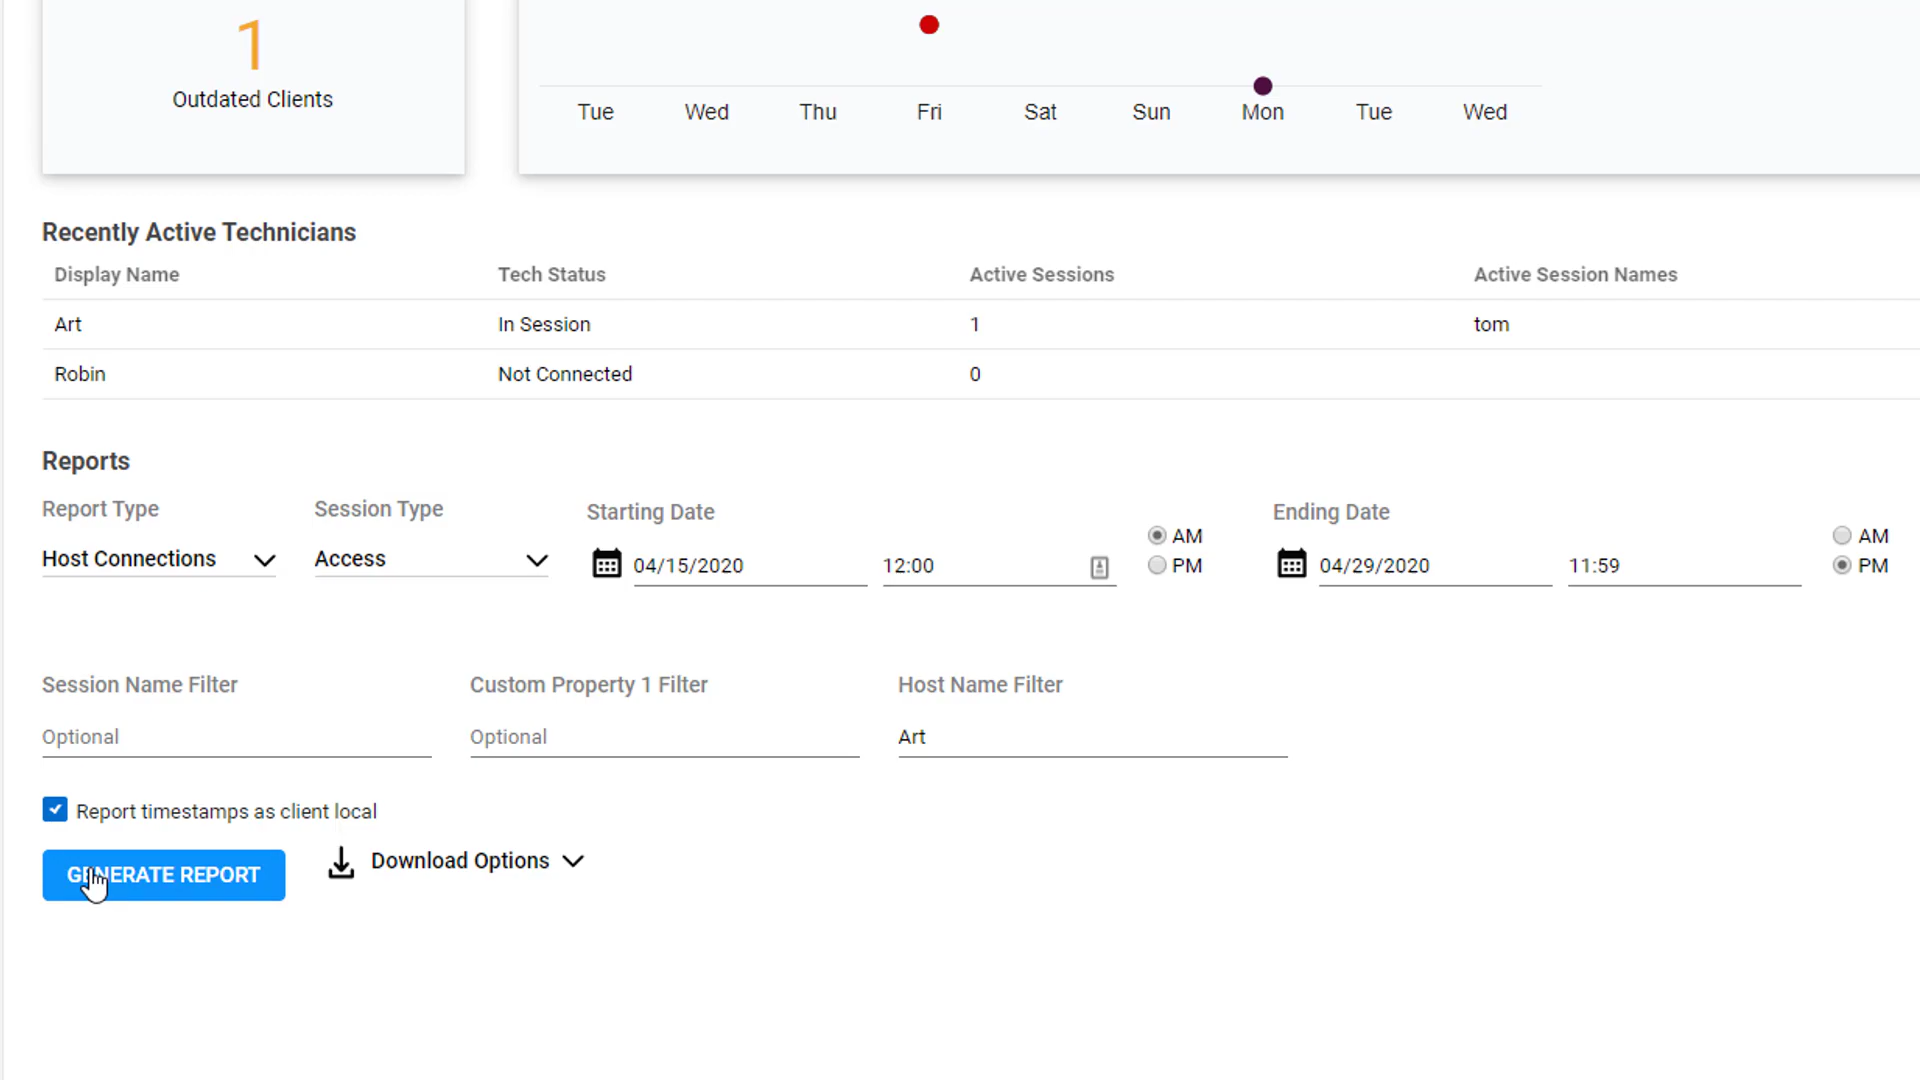 1
Outdated Clients
Tue Wed Thu Fri Sat Sun Mon Tue Wed
Recently Active Technicians
Display Name Tech Status Active Sessions Active Session Names
Art In Session 1 tom
Robin Not Connected 0
Reports
Report Type Session Type Starting Date Ending Date
Host Connections Access 04/15/2020 12:00 AM PM 04/29/2020 11:59 AM PM
Session Name Filter Custom Property 1 Filter Host Name Filter
Optional Optional Art
Report timestamps as client local
GENERATE REPORT Download Options